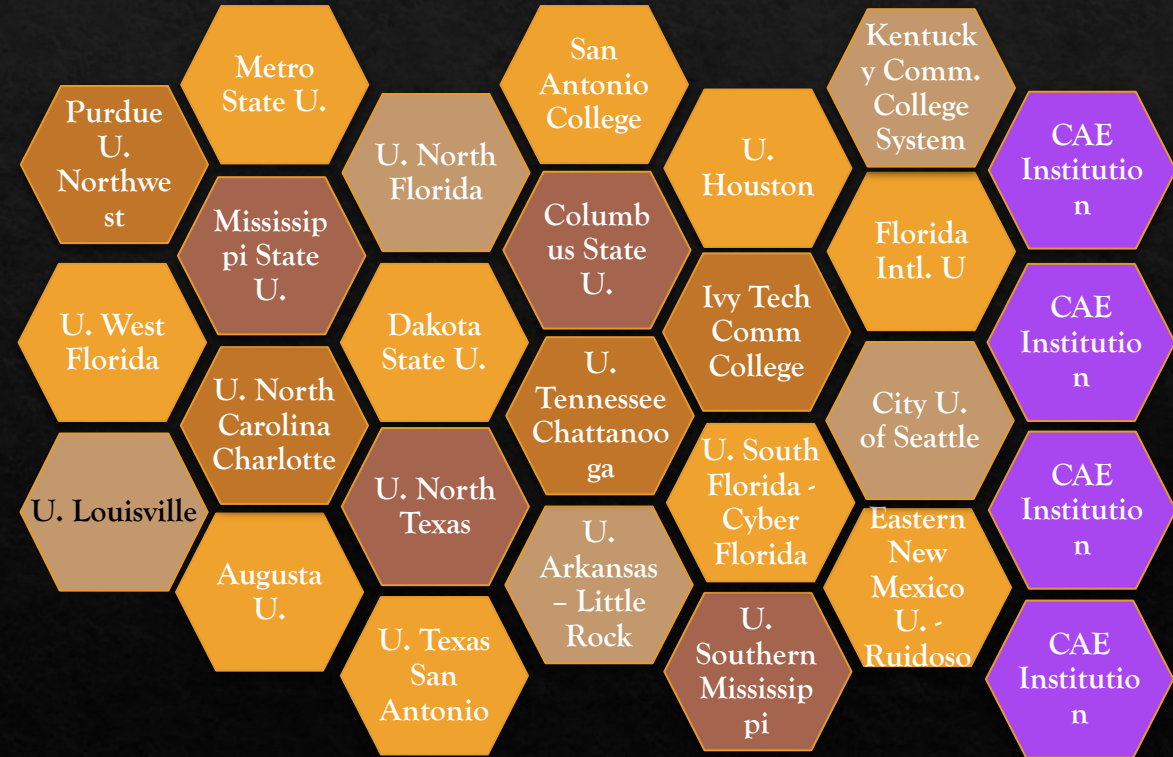 Purdue
U.
Northwe
st
U. West
Florida
U. Louisville
Metro
State U.
Mississip
pi State
U.
U. North
Carolina
Charlotte
Augusta
U.
U. North
Florida
Dakota
State U.
U. North
Texas
U. Texas
San
Antonio
San
Antonio
College
Columb
us State
U.
U.
Tennessee
Chattanoo
ga
U.
Arkansas
– Little
Rock
U.
Houston
Ivy Tech
Comm
College
U. South
Florida -
Cyber
Florida
U.
Southern
Mississip
pi
Kentuck
y Comm.
College
System
Florida
Intl. U
City U.
of Seattle
Eastern
New
Mexico
U. -
Ruidoso
CAE
Institutio
n
CAE
Institutio
n
CAE
Institutio
n
CAE
Institutio
n